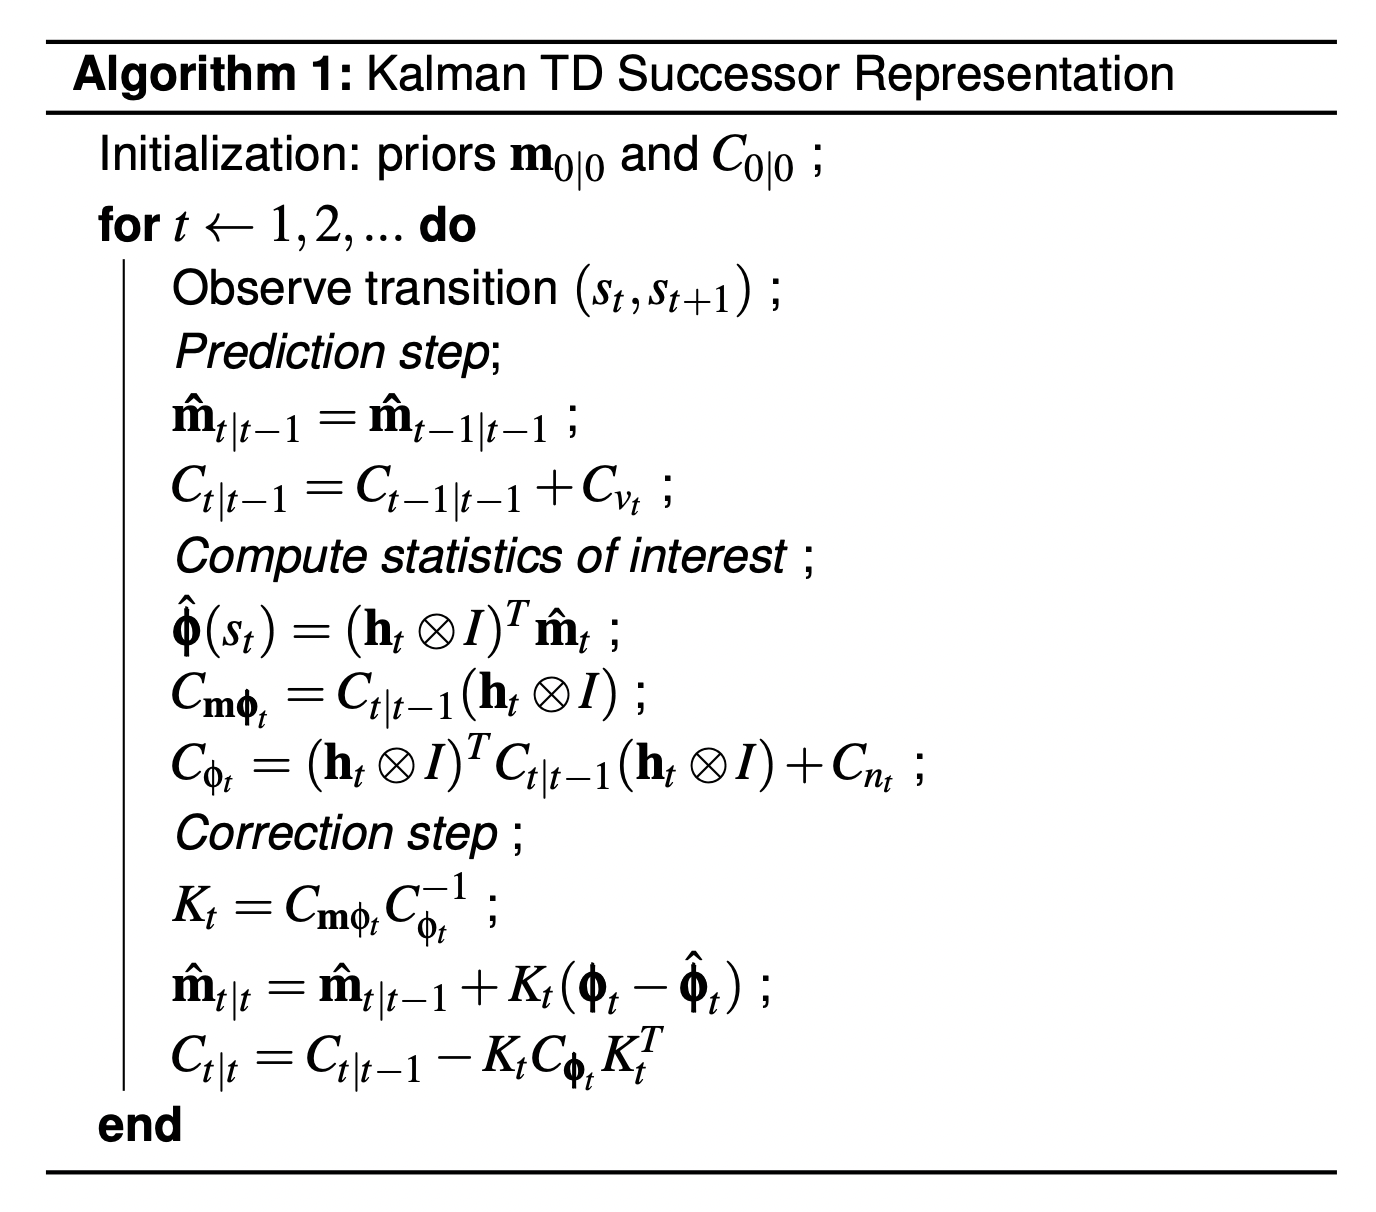 Algorithm 1: Kalman TD Successor Representation
Initialization: priors $\mathbf{m}_{0|0}$ and $C_{0|0}$ ;
for $t \leftarrow 1, 2, ...$ do
Observe transition $(s_t, s_{t+1})$ ;
Prediction step;
$\hat{\mathbf{m}}_{t|t-1} = \hat{\mathbf{m}}_{t-1|t-1}$ ;
$C_{t|t-1} = C_{t-1|t-1} + C_{v_t}$ ;
Compute statistics of interest ;
$\hat{\boldsymbol{\phi}}(s_t) = (\mathbf{h}_t \otimes I)^T \hat{\mathbf{m}}_t$ ;
$C_{\mathbf{m}\boldsymbol{\phi}_t} = C_{t|t-1}(\mathbf{h}_t \otimes I)$ ;
$C_{\phi_t} = (\mathbf{h}_t \otimes I)^T C_{t|t-1}(\mathbf{h}_t \otimes I) + C_{n_t}$ ;
Correction step ;
$K_t = C_{\mathbf{m}\phi_t} C_{\phi_t}^{-1}$ ;
$\hat{\mathbf{m}}_{t|t} = \hat{\mathbf{m}}_{t|t-1} + K_t(\boldsymbol{\phi}_t - \hat{\boldsymbol{\phi}}_t)$ ;
$C_{t|t} = C_{t|t-1} - K_t C_{\boldsymbol{\phi}_t} K_t^T$
end